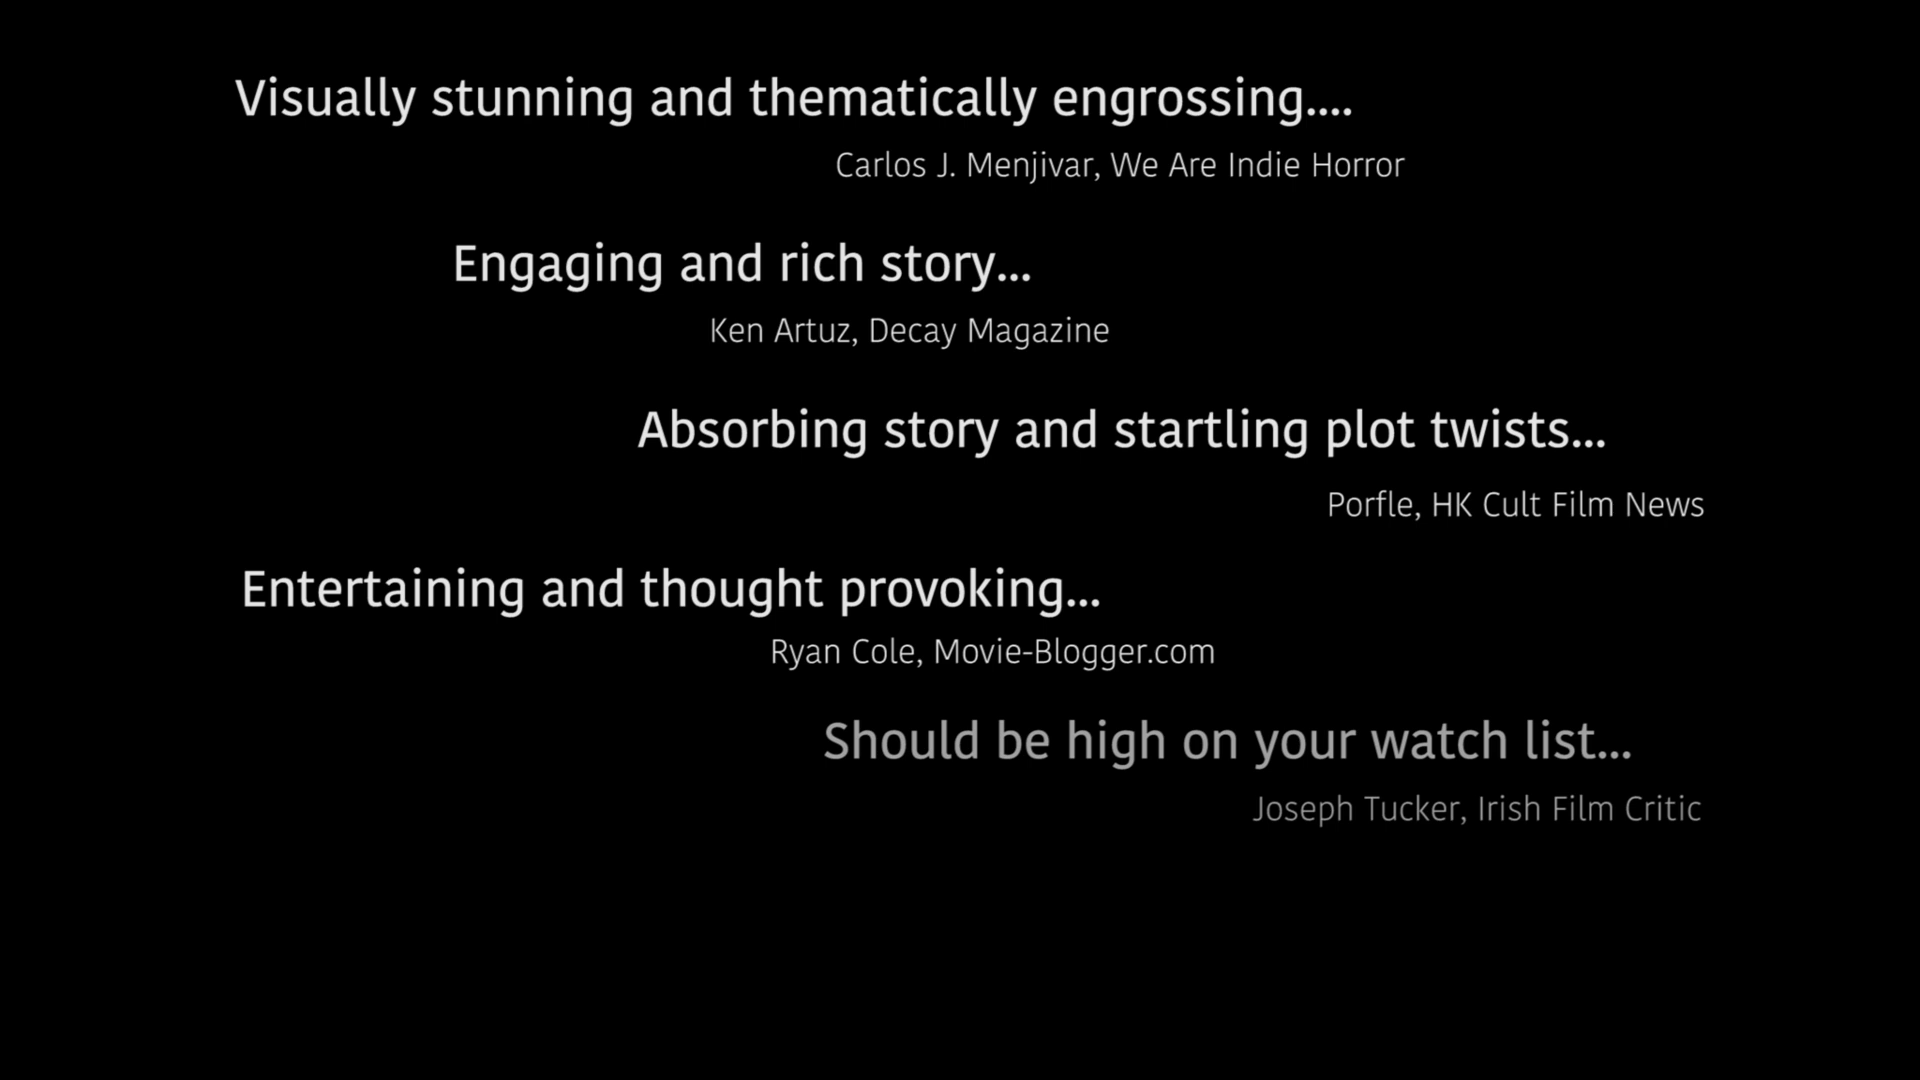 Visually stunning and thematically engrossing....
Carlos J. Menjivar, We Are Indie Horror
Engaging and rich story...
Ken Artuz, Decay Magazine
Absorbing story and startling plot twists...
Porfle, HK Cult Film News
Entertaining and thought provoking...
Ryan Cole, Movie-Blogger.com
Should be high on your watch list...
Joseph Tucker, Irish Film Critic